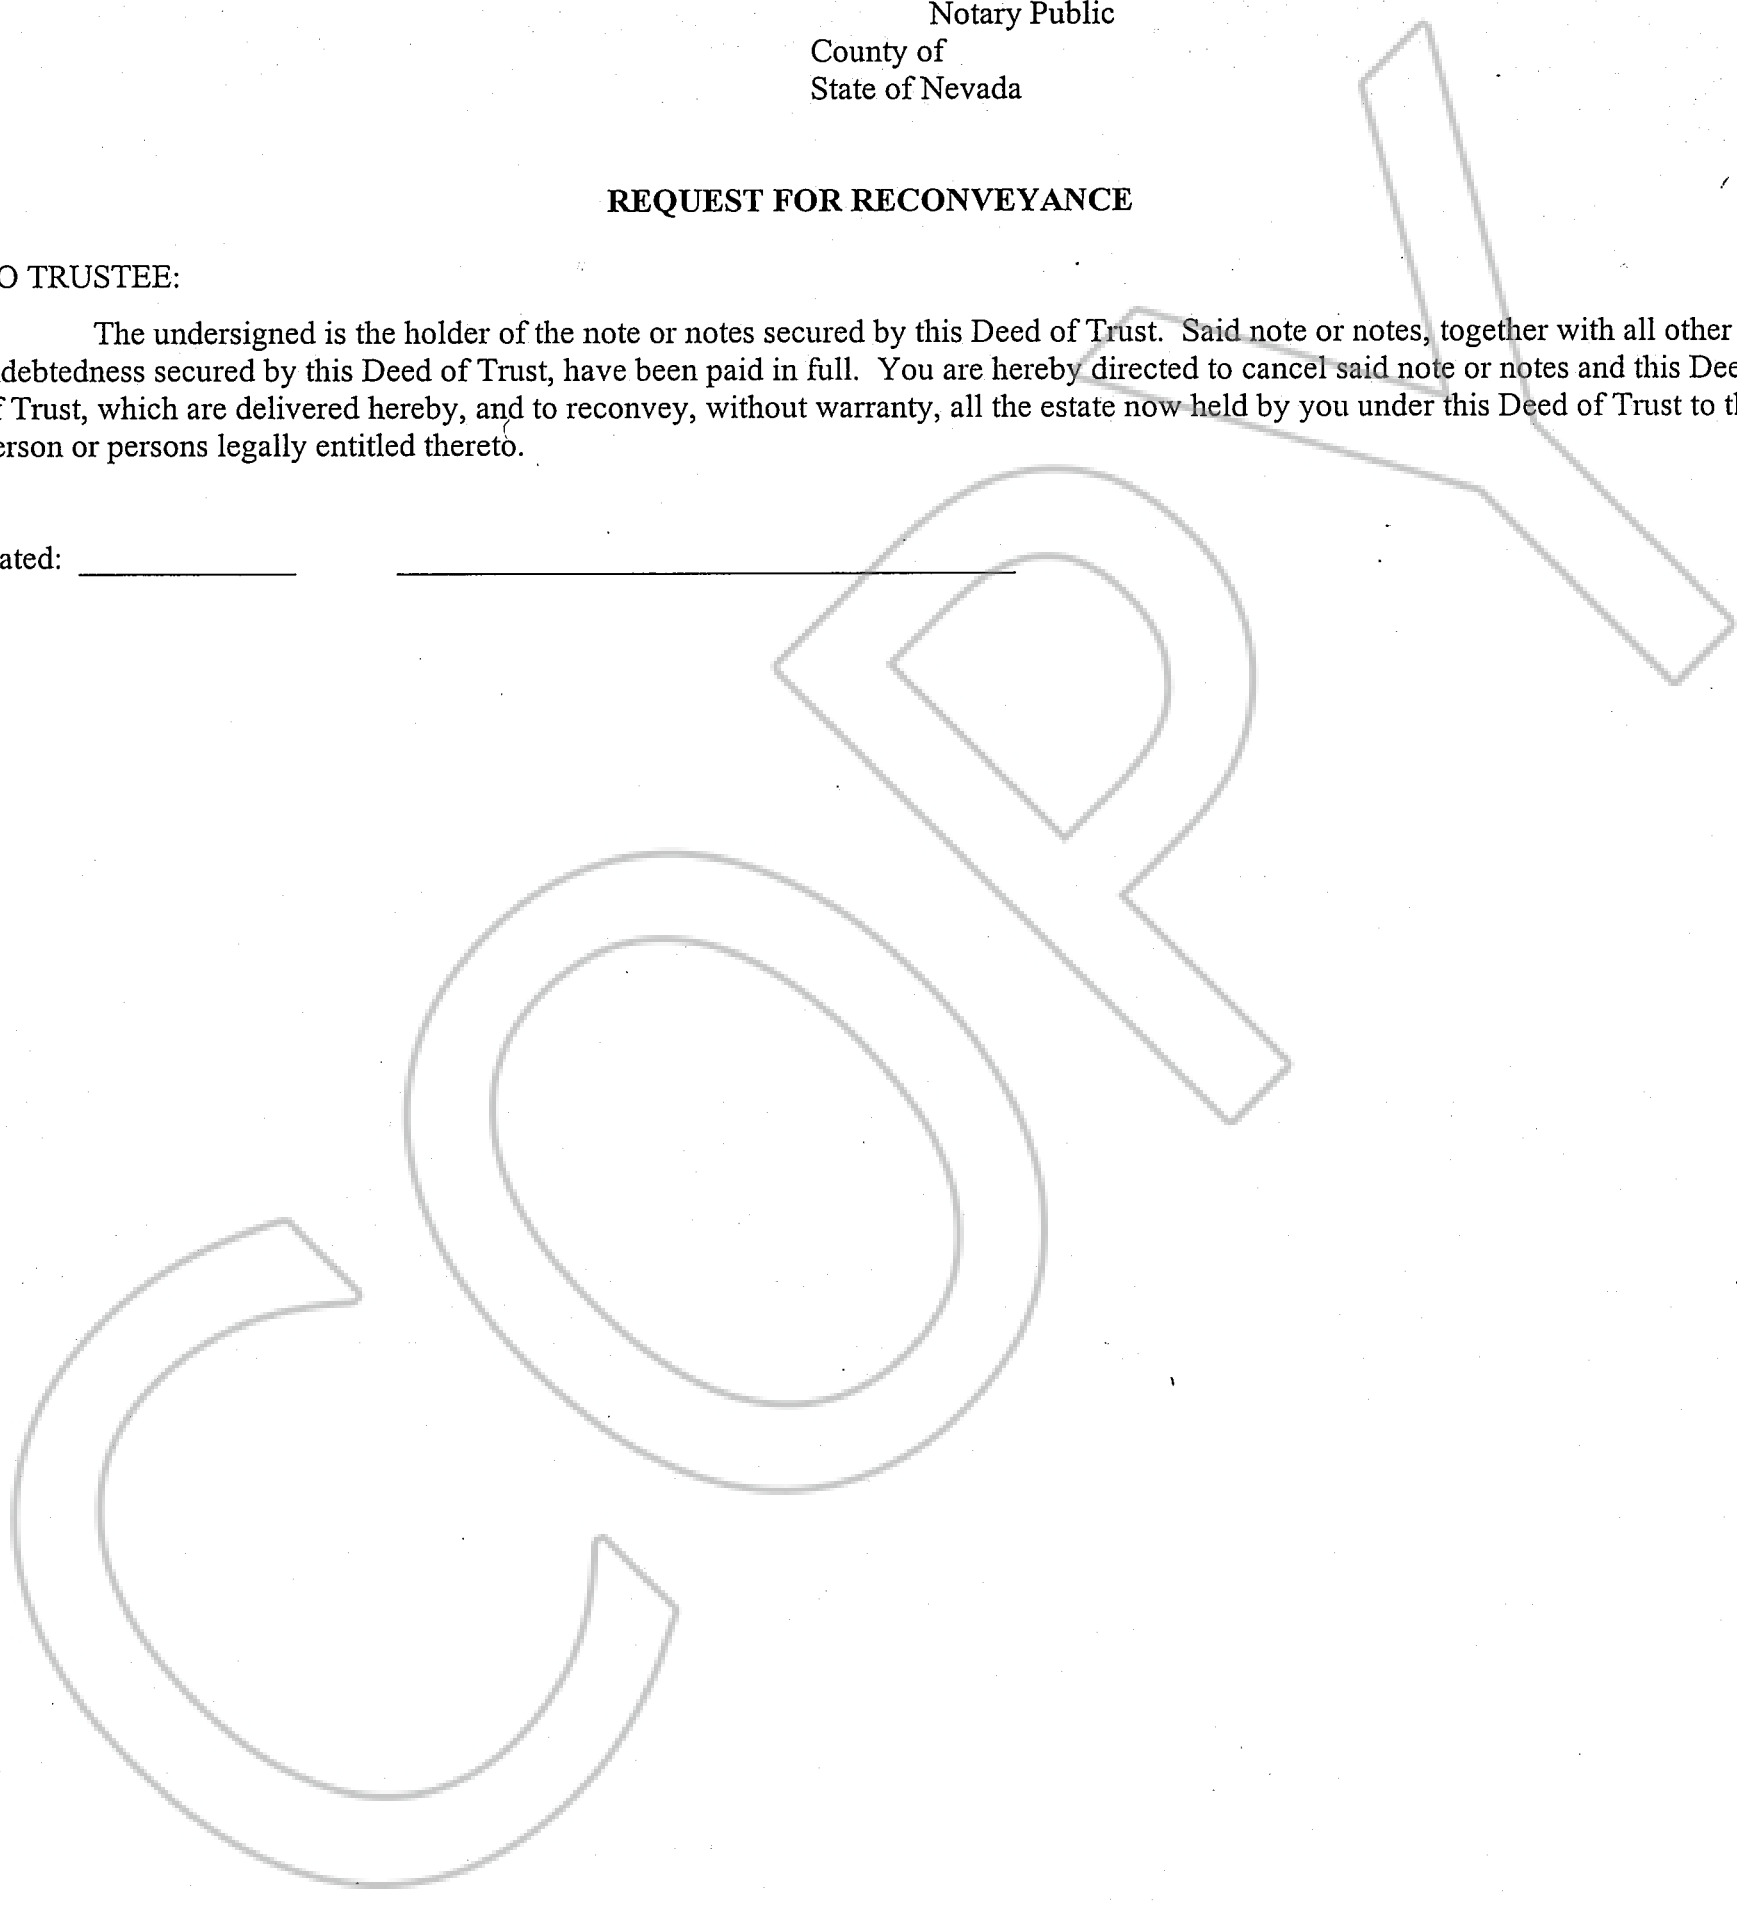 Notary Public
County of
State of Nevada
REQUEST FOR RECONVEYANCE
O TRUSTEE:
The undersigned is the holder of the note or notes secured by this Deed of Trust. Said note or notes, together with all other
debtedness secured by this Deed of Trust, have been paid in full. You are hereby directed to cancel said note or notes and this Dee
f Trust, which are delivered hereby, and to reconvey, without warranty, all the estate now held by you under this Deed of Trust to th
erson or persons legally entitled thereto.
ated:
COPY